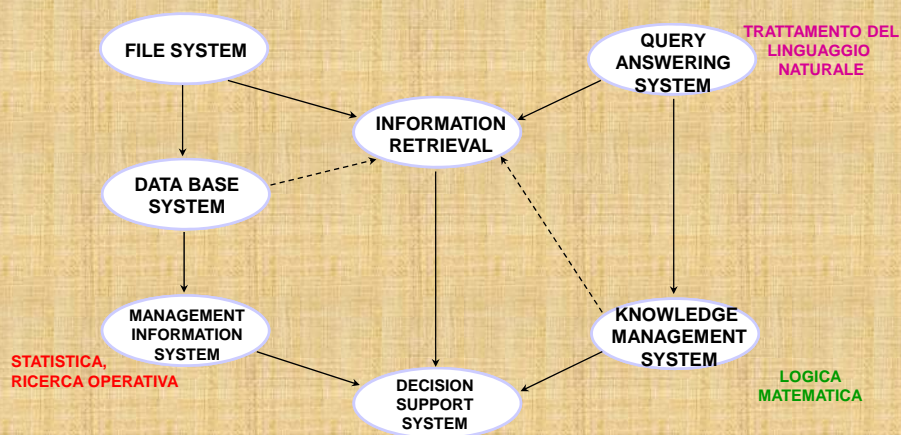 FILE SYSTEM
QUERY
ANSWERING
SYSTEM
TRATTAMENTO DEL
LINGUAGGIO
NATURALE
INFORMATION
RETRIEVAL
DATA BASE
SYSTEM
MANAGEMENT
INFORMATION
SYSTEM
KNOWLEDGE
MANAGEMENT
SYSTEM
STATISTICA,
RICERCA OPERATIVA
DECISION
SUPPORT
SYSTEM
LOGICA
MATEMATICA